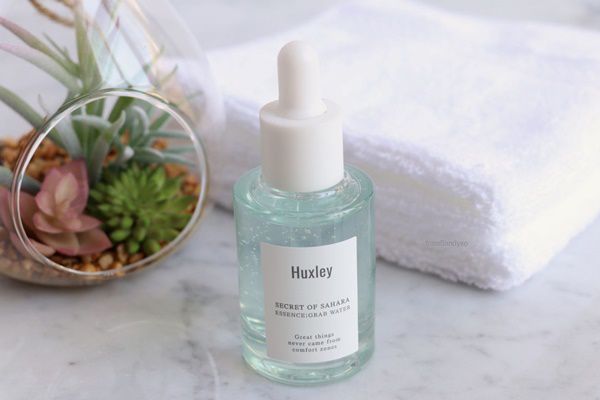 Huxley
SECRET OF SAHARA
ESSENCE;GRAB WATER
Great things
never came from
comfort zones